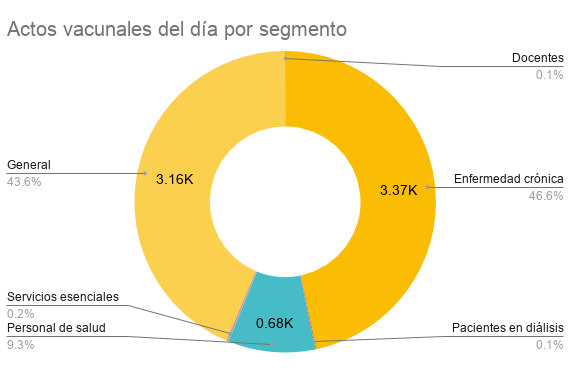 Actos vacunales del día por segmento
Docentes
0.1%
General
43.6%
3.16K
3.37K
Enfermedad crónica
46.6%
Servicios esenciales
0.2%
Personal de salud
9.3%
0.68K
Pacientes en diálisis
0.1%